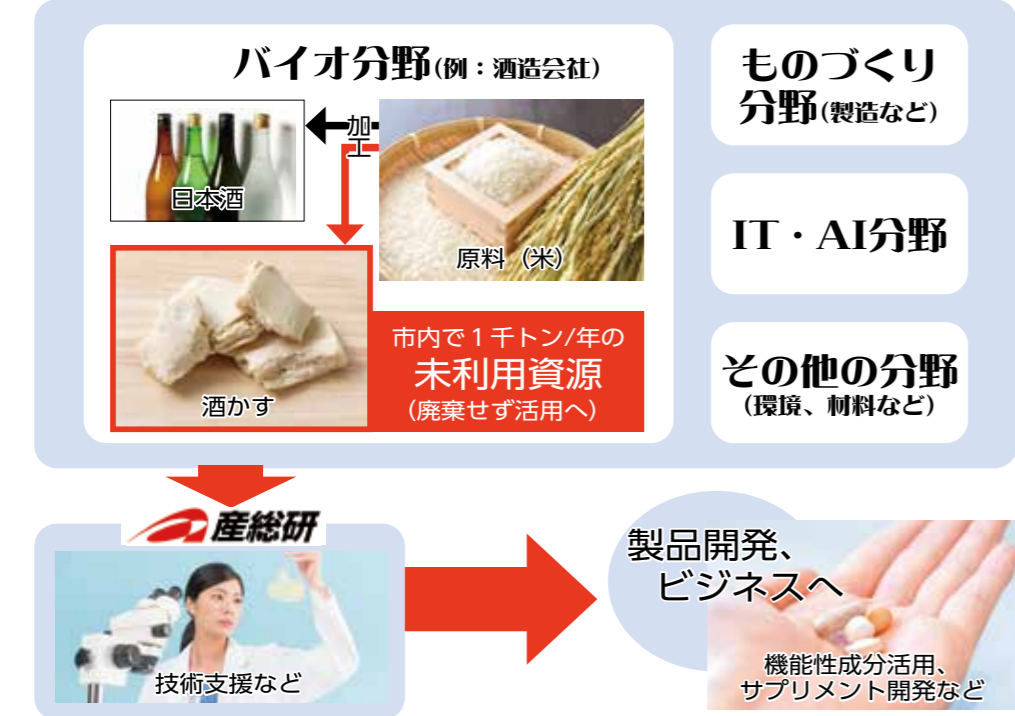 バイオ分野(例：酒造会社)
日本酒
加工
原料（米）
酒かす
市内で１千トン/年の
未利用資源
（廃棄せず活用へ）
ものづくり
分野(製造など)
IT・AI分野
その他の分野
(環境、材料など)
産総研
技術支援など
製品開発、
ビジネスへ
機能性成分活用、
サプリメント開発など